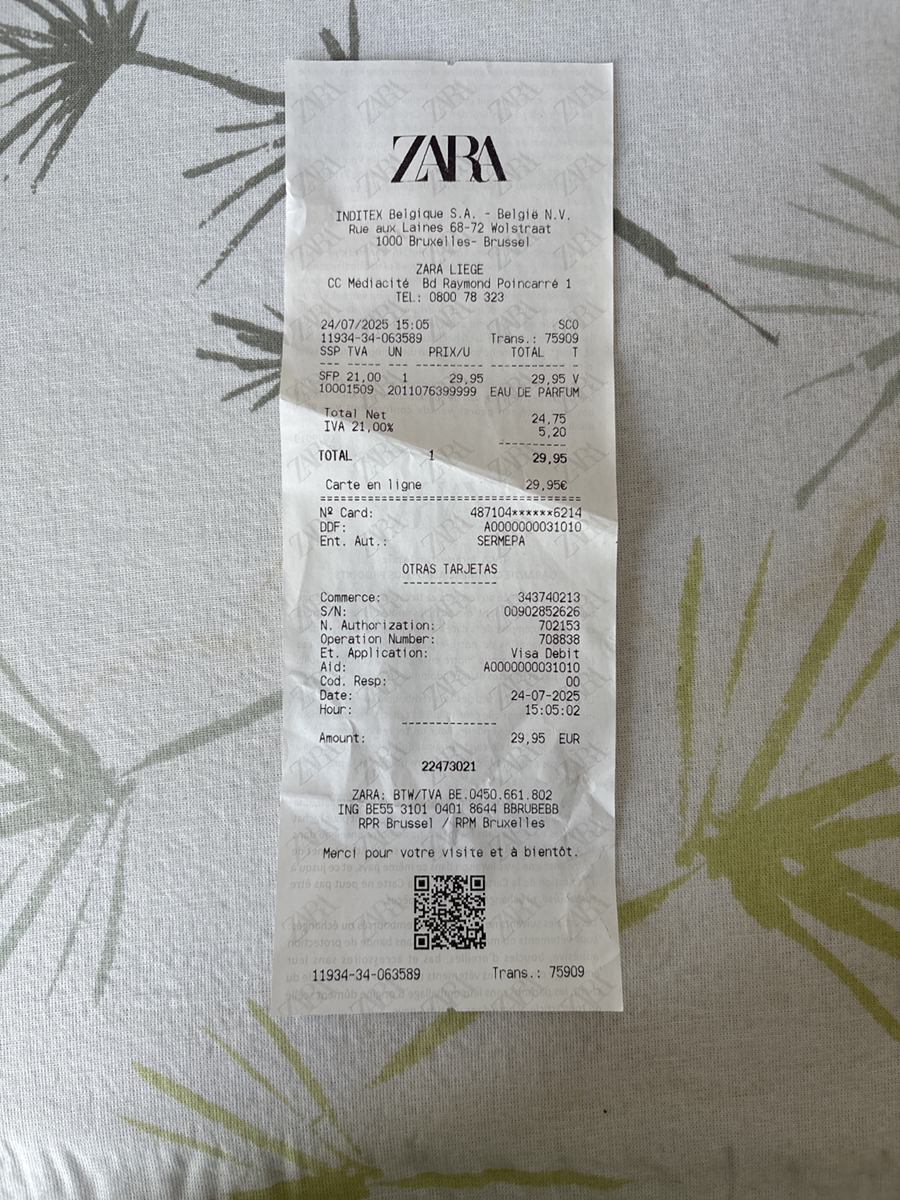 ZARA
INDITEX Belgique S.A. - België N.V.
Rue aux Laines 68-72 Wolstraat
1000 Bruxelles- Brussel
ZARA LIEGE
CC Médiacité Bd Raymond Poincarré 1
TEL: 0800 78 323
24/07/2025 15:05 SCO
11934-34-063589 Trans.: 75909
SSP TVA UN PRIX/U TOTAL T
SFP 21,00 1 29,95 29,95 V
10001509 2011076399999 EAU DE PARFUM
Total Net 24,75
IVA 21,00% 5,20
TOTAL 1 29,95
Carte en ligne 29,95€
Nº Card: 487104******6214
DDF: A0000000031010
Ent. Aut.: SERMEPA
OTRAS TARJETAS
Commerce: 343740213
S/N: 00902852626
N. Authorization: 702153
Operation Number: 708838
Et. Application: Visa Debit
Aid: A0000000031010
Cod. Resp: 00
Date: 24-07-2025
Hour: 15:05:02
Amount: 29,95 EUR
22473021
ZARA: BTW/TVA BE.0450.661.802
ING BE55 3101 0401 8644 BBRUBEBB
RPR Brussel / RPM Bruxelles
Merci pour votre visite et à bientôt.
11934-34-063589 Trans.: 75909